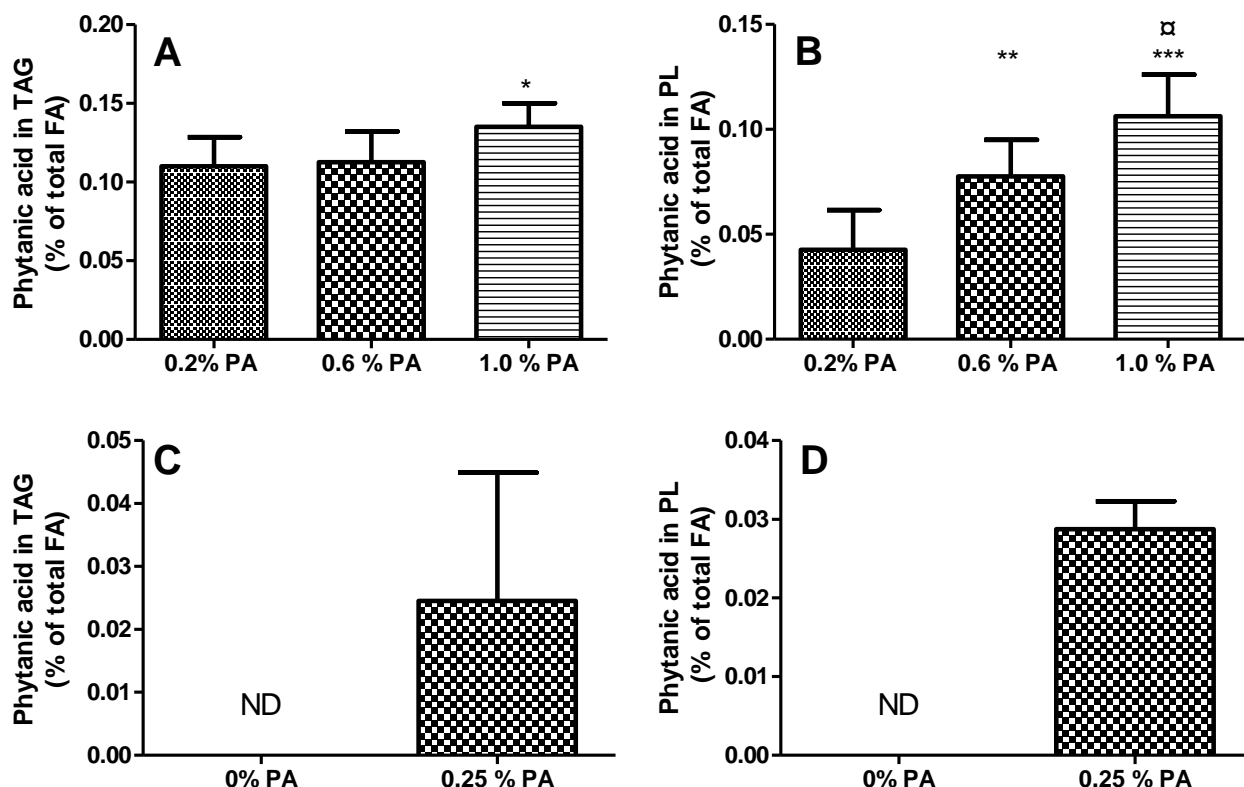 A
Phytanic acid in TAG
(% of total FA)
0.20
0.15
0.10
0.05
0.00
*
0.2% PA
0.6 % PA
1.0 % PA
B
Phytanic acid in PL
(% of total FA)
0.15
0.10
0.05
0.00
**
¤
***
0.2% PA
0.6 % PA
1.0 % PA
C
Phytanic acid in TAG
(% of total FA)
0.05
0.04
0.03
0.02
0.01
0.00
ND
0% PA
0.25 % PA
D
Phytanic acid in PL
(% of total FA)
0.04
0.03
0.02
0.01
0.00
ND
0% PA
0.25 % PA